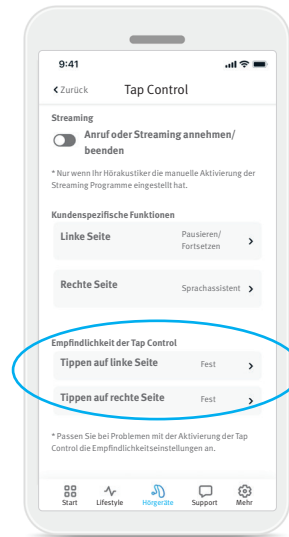 9:41
Zurück Tap Control
Streaming
Anruf oder Streaming annehmen/
beenden
* Nur wenn Ihr Hörakustiker die manuelle Aktivierung der
Streaming Programme eingestellt hat.
Kundenspezifische Funktionen
Linke Seite Pausieren/
Fortsetzen
Rechte Seite Sprachassistent
Empfindlichkeit der Tap Control
Tippen auf linke Seite Fest
Tippen auf rechte Seite Fest
* Passen Sie bei Problemen mit der Aktivierung der Tap
Control die Empfindlichkeitseinstellungen an.
Start Lifestyle Hörgeräte Support Mehr